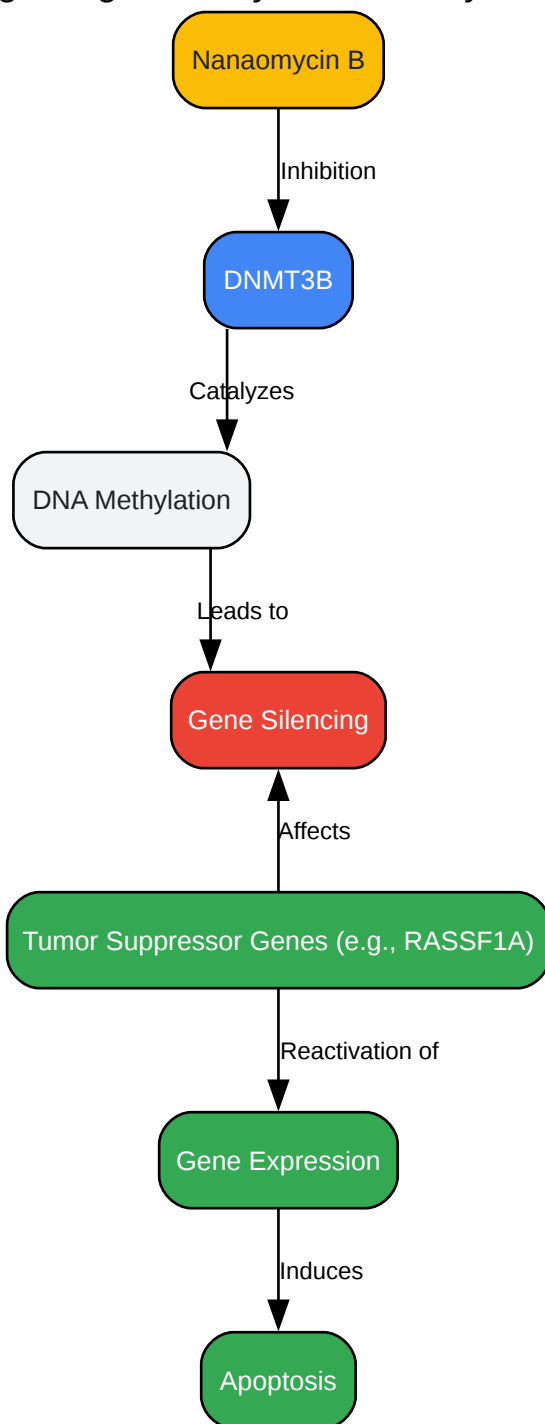 Nanaomycin B
Inhibition
DNMT3B
Catalyzes
DNA Methylation
Leads to
Gene Silencing
Affects
Tumor Suppressor Genes (e.g., RASSF1A)
Reactivation of
Gene Expression
Induces
Apoptosis